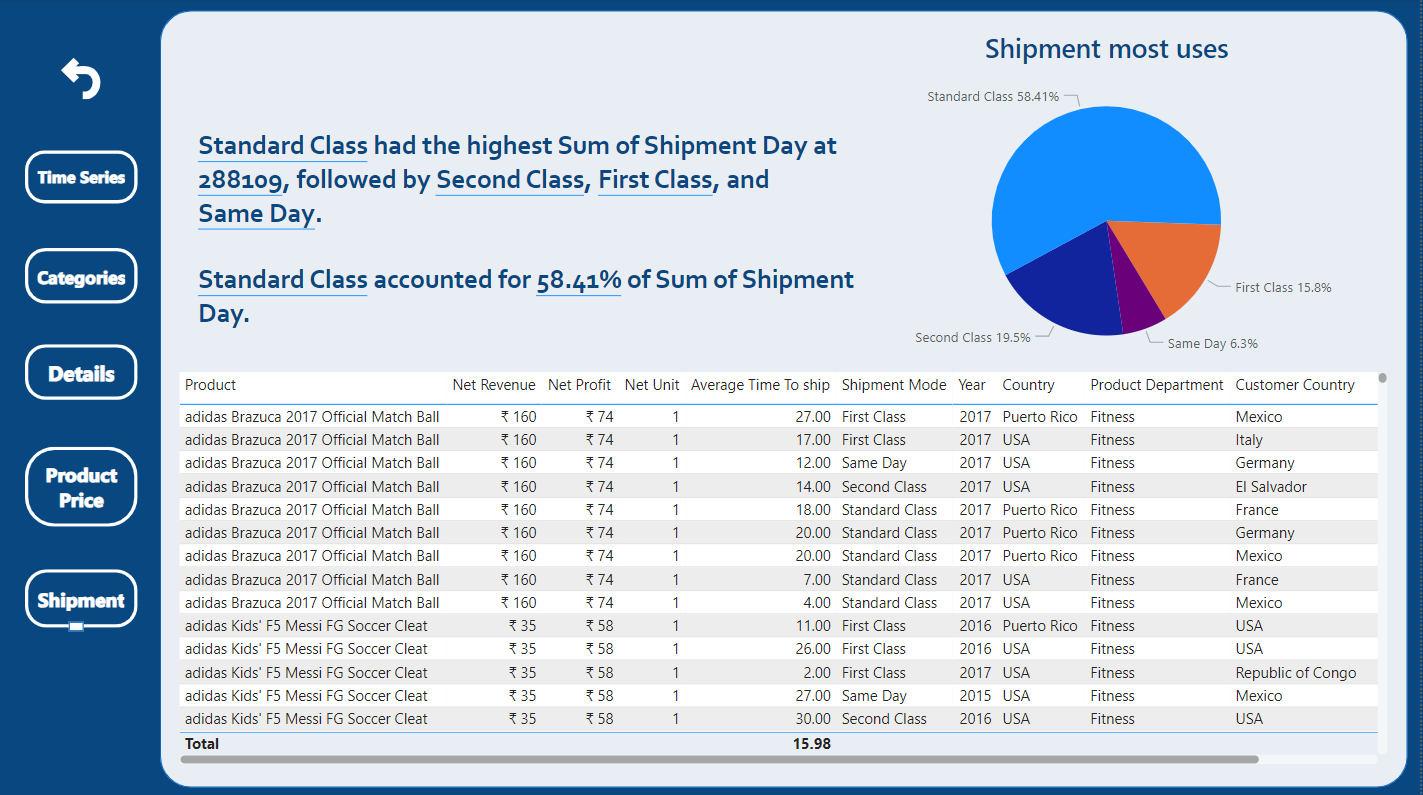 Time Series
Categories
Details
Product
Price
Shipment
Standard Class had the highest Sum of Shipment Day at
288109, followed by Second Class, First Class, and
Same Day.
Standard Class accounted for 58.41% of Sum of Shipment
Day.
Shipment most uses
Standard Class 58.41%
First Class 15.8%
Second Class 19.5%
Same Day 6.3%
Product Net Revenue Net Profit Net Unit Average Time To ship Shipment Mode Year Country Product Department Customer Country
adidas Brazuca 2017 Official Match Ball ₹ 160 ₹ 74 1 27.00 First Class 2017 Puerto Rico Fitness Mexico
adidas Brazuca 2017 Official Match Ball ₹ 160 ₹ 74 1 17.00 First Class 2017 USA Fitness Italy
adidas Brazuca 2017 Official Match Ball ₹ 160 ₹ 74 1 12.00 Same Day 2017 USA Fitness Germany
adidas Brazuca 2017 Official Match Ball ₹ 160 ₹ 74 1 14.00 Second Class 2017 USA Fitness El Salvador
adidas Brazuca 2017 Official Match Ball ₹ 160 ₹ 74 1 18.00 Standard Class 2017 Puerto Rico Fitness France
adidas Brazuca 2017 Official Match Ball ₹ 160 ₹ 74 1 20.00 Standard Class 2017 Puerto Rico Fitness Germany
adidas Brazuca 2017 Official Match Ball ₹ 160 ₹ 74 1 20.00 Standard Class 2017 Puerto Rico Fitness Mexico
adidas Brazuca 2017 Official Match Ball ₹ 160 ₹ 74 1 7.00 Standard Class 2017 USA Fitness France
adidas Brazuca 2017 Official Match Ball ₹ 160 ₹ 74 1 4.00 Standard Class 2017 USA Fitness Mexico
adidas Kids' F5 Messi FG Soccer Cleat ₹ 35 ₹ 58 1 11.00 First Class 2016 Puerto Rico Fitness USA
adidas Kids' F5 Messi FG Soccer Cleat ₹ 35 ₹ 58 1 26.00 First Class 2016 USA Fitness USA
adidas Kids' F5 Messi FG Soccer Cleat ₹ 35 ₹ 58 1 2.00 First Class 2017 USA Fitness Republic of Congo
adidas Kids' F5 Messi FG Soccer Cleat ₹ 35 ₹ 58 1 27.00 Same Day 2015 USA Fitness Mexico
adidas Kids' F5 Messi FG Soccer Cleat ₹ 35 ₹ 58 1 30.00 Second Class 2016 USA Fitness USA
Total 15.98